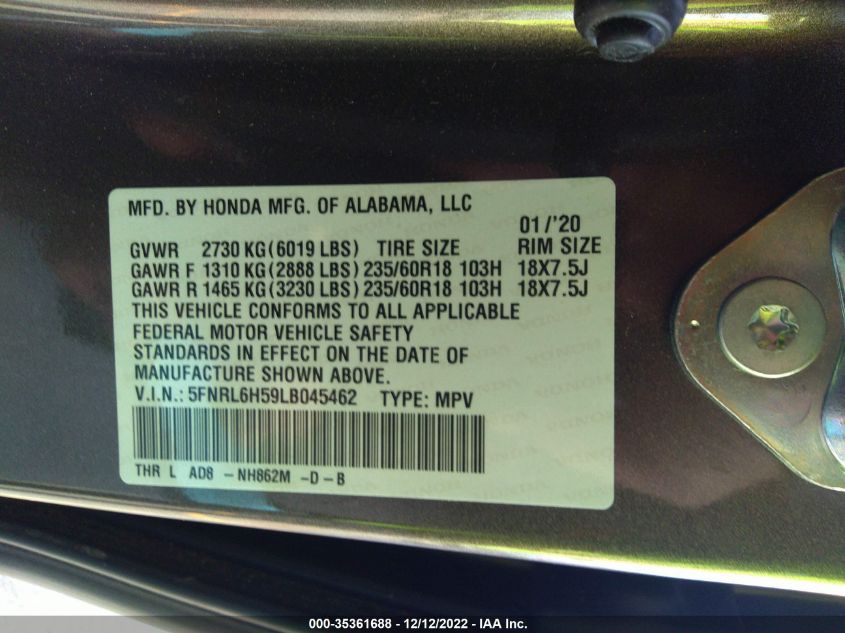 MFD. BY HONDA MFG. OF ALABAMA, LLC
01/'20
GVWR 2730 KG(6019 LBS) TIRE SIZE RIM SIZE
GAWR F 1310 KG(2888 LBS) 235/60R18 103H 18X7.5J
GAWR R 1465 KG(3230 LBS) 235/60R18 103H 18X7.5J
THIS VEHICLE CONFORMS TO ALL APPLICABLE
FEDERAL MOTOR VEHICLE SAFETY
STANDARDS IN EFFECT ON THE DATE OF
MANUFACTURE SHOWN ABOVE.
V.I.N.: 5FNRL6H59LB045462 TYPE: MPV
THR L AD8 -NH862M -D-B
000-35361688 - 12/12/2022 - IAA Inc.